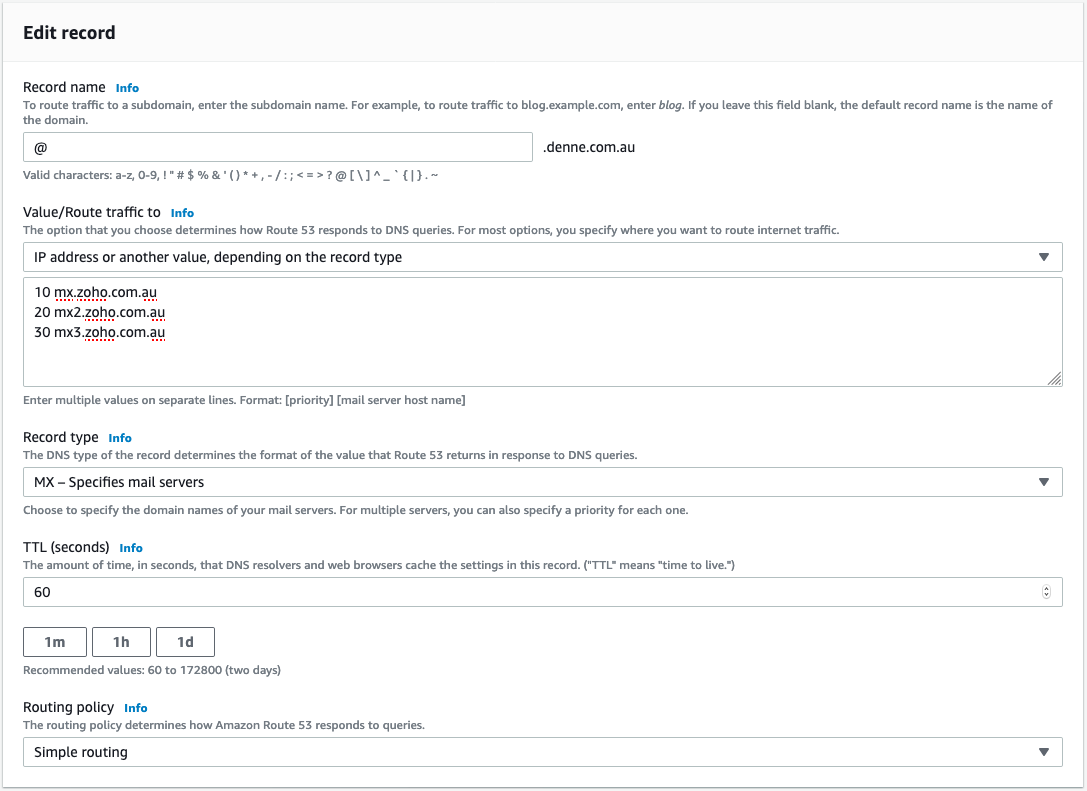 Edit record
Record name Info
To route traffic to a subdomain, enter the subdomain name. For example, to route traffic to blog.example.com, enter blog. If you leave this field blank, the default record name is the name of
the domain.
@ .denne.com.au
Valid characters: a-z, 0-9, ! " # $ % & ' ( ) * + , - / : ; < = > ? @ [ \ ] ^ _ ` { | } . ~
Value/Route traffic to Info
The option that you choose determines how Route 53 responds to DNS queries. For most options, you specify where you want to route internet traffic.
IP address or another value, depending on the record type
10 mx.zoho.com.au
20 mx2.zoho.com.au
30 mx3.zoho.com.au
Enter multiple values on separate lines. Format: [priority] [mail server host name]
Record type Info
The DNS type of the record determines the format of the value that Route 53 returns in response to DNS queries.
MX – Specifies mail servers
Choose to specify the domain names of your mail servers. For multiple servers, you can also specify a priority for each one.
TTL (seconds) Info
The amount of time, in seconds, that DNS resolvers and web browsers cache the settings in this record. ("TTL" means "time to live.")
60
1m 1h 1d
Recommended values: 60 to 172800 (two days)
Routing policy Info
The routing policy determines how Amazon Route 53 responds to queries.
Simple routing